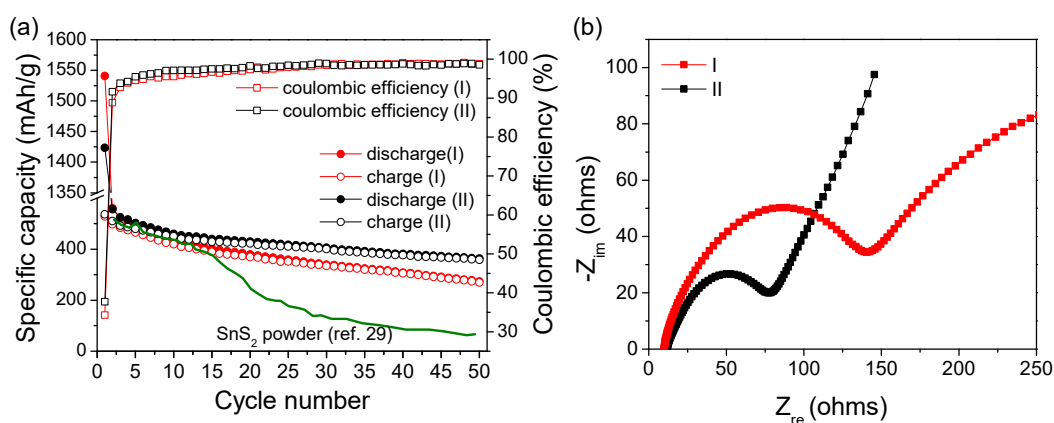 (a)
1600
1550
1500
1450
1400
1350
400
300
200
100
0
Specific capacity (mAh/g)
coulombic efficiency (I)
coulombic efficiency (II)
discharge(I)
charge (I)
discharge (II)
charge (II)
SnS2 powder (ref. 29)
100
90
80
70
60
50
40
30
Coulombic efficiency (%)
0 5 10 15 20 25 30 35 40 45 50
Cycle number
(b)
I
II
100
80
60
40
20
0
-Zim (ohms)
0 50 100 150 200 250
Zre (ohms)